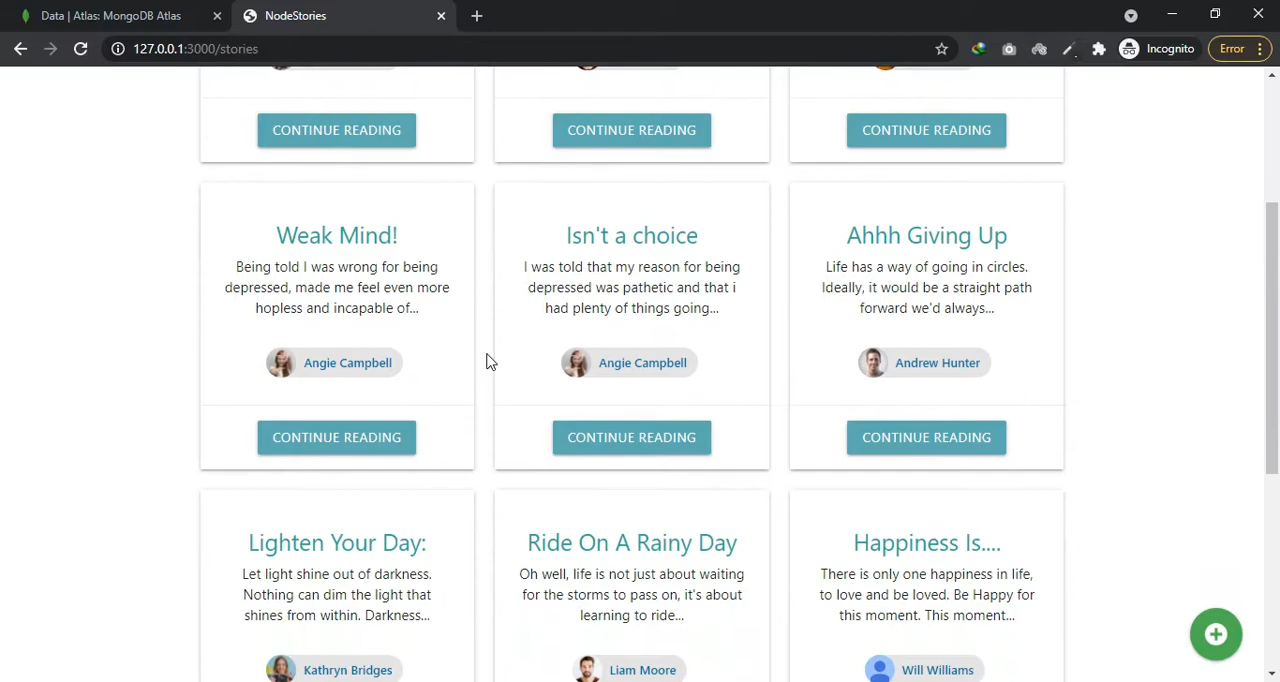 Data | Atlas: MongoDB Atlas
NodeStories
127.0.0.1:3000/stories
Incognito
Error
CONTINUE READING
CONTINUE READING
CONTINUE READING
Weak Mind!
Being told I was wrong for being
depressed, made me feel even more
hopless and incapable of...
Angie Campbell
CONTINUE READING
Isn't a choice
I was told that my reason for being
depressed was pathetic and that i
had plenty of things going...
Angie Campbell
CONTINUE READING
Ahhh Giving Up
Life has a way of going in circles.
Ideally, it would be a straight path
forward we'd always...
Andrew Hunter
CONTINUE READING
Lighten Your Day:
Let light shine out of darkness.
Nothing can dim the light that
shines from within. Darkness...
Kathryn Bridges
Ride On A Rainy Day
Oh well, life is not just about waiting
for the storms to pass on, it's about
learning to ride...
Liam Moore
Happiness Is....
There is only one happiness in life,
to love and be loved. Be Happy for
this moment. This moment...
Will Williams